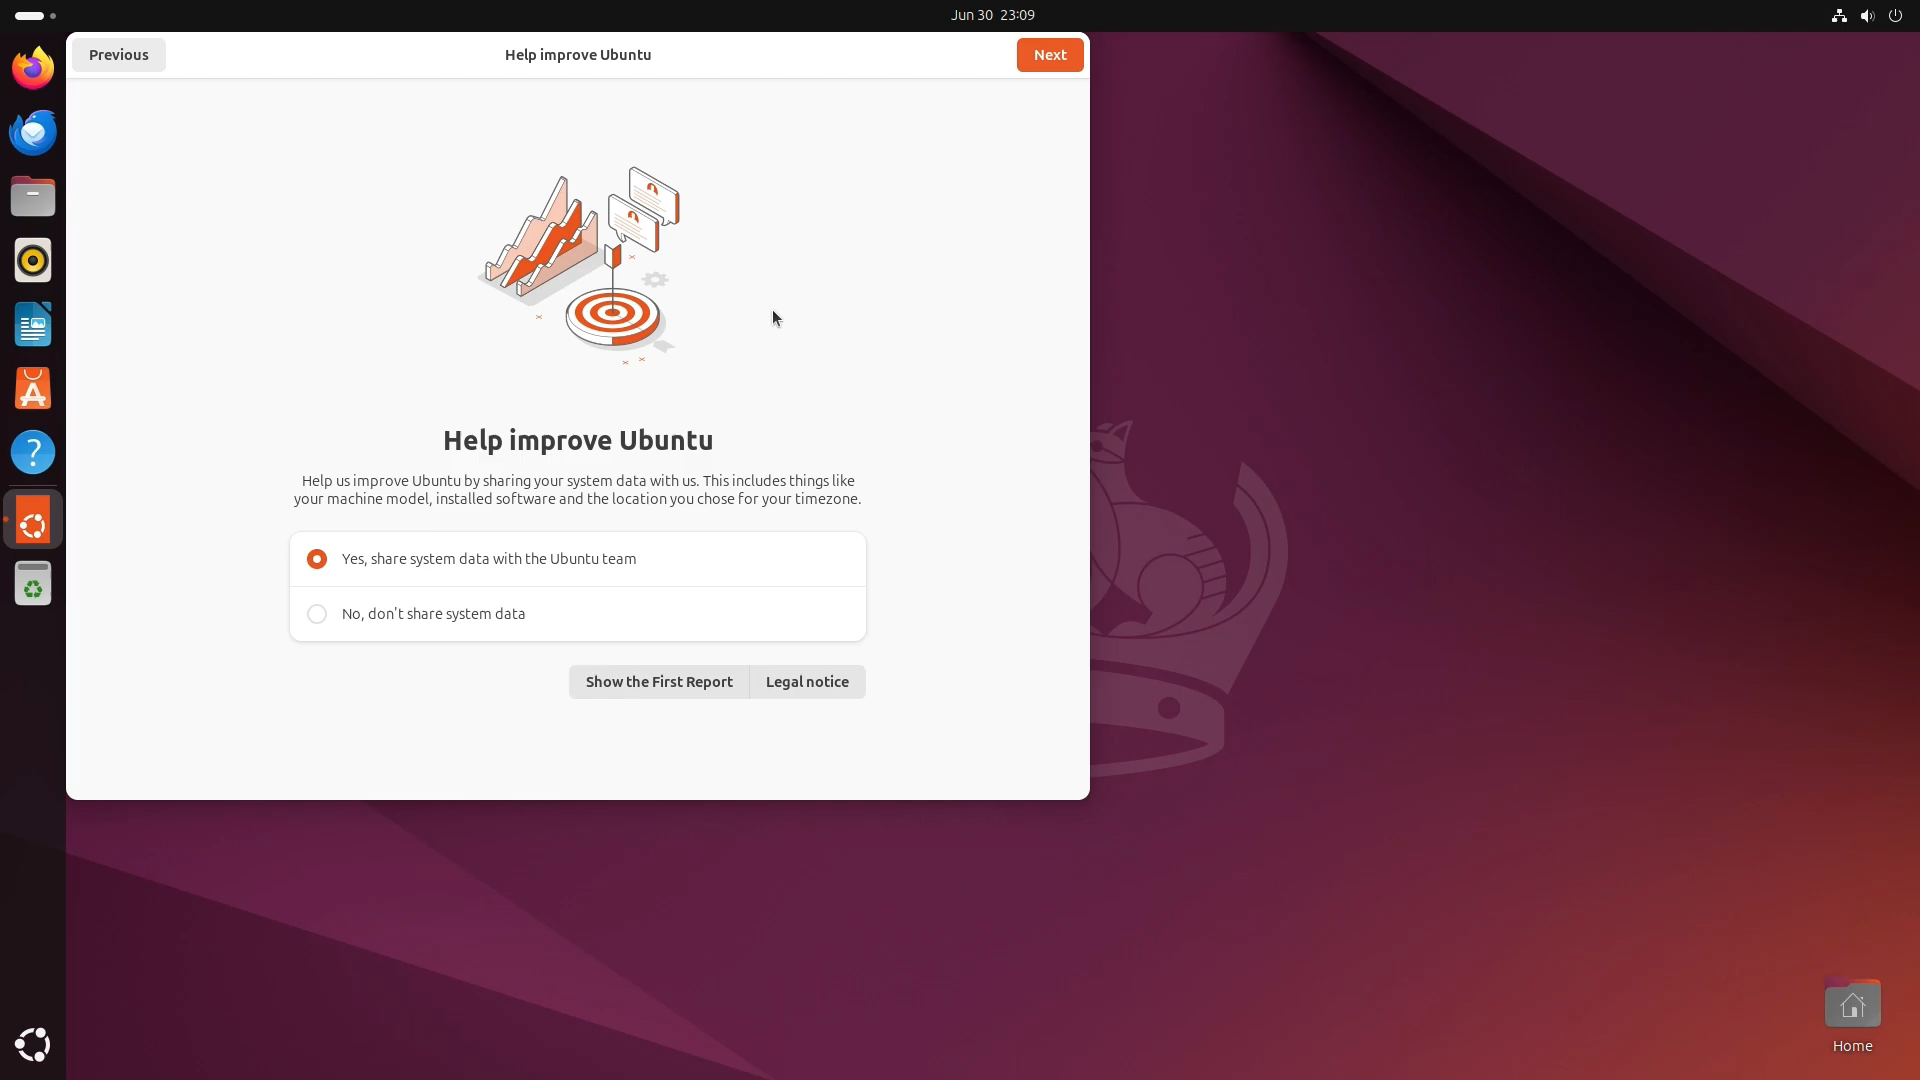 Jun 30 23:09
Previous
Help improve Ubuntu
Next
Help improve Ubuntu
Help us improve Ubuntu by sharing your system data with us. This includes things like
your machine model, installed software and the location you chose for your timezone.
Yes, share system data with the Ubuntu team
No, don't share system data
Show the First Report
Legal notice
Home